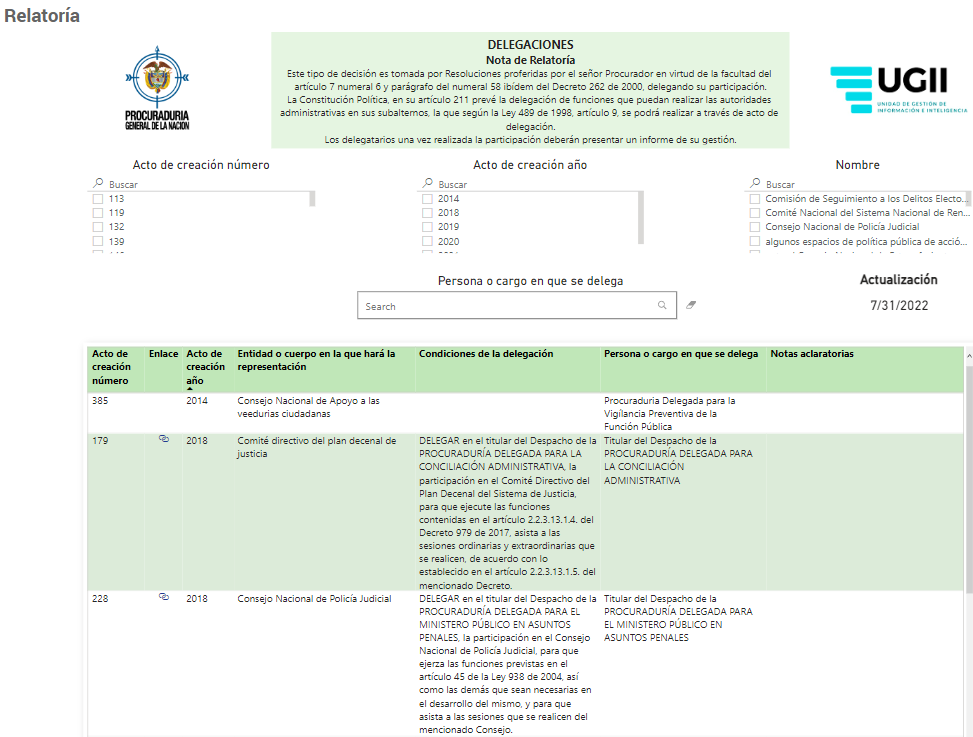 Relatoría
PROCURADURIA
GENERAL DE LA NACION
DELEGACIONES
Nota de Relatoría
Este tipo de decisión es tomada por Resoluciones proferidas por el señor Procurador en virtud de la facultad del
artículo 7 numeral 6 y parágrafo del numeral 58 ibídem del Decreto 262 de 2000, delegando su participación.
La Constitución Política, en su artículo 211 prevé la delegación de funciones que puedan realizar las autoridades
administrativas en sus subalternos, la que según la Ley 489 de 1998, artículo 9, se podrá realizar a través de acto de
delegación.
Los delegatarios una vez realizada la participación deberán presentar un informe de su gestión.
UGII
UNIDAD DE GESTIÓN DE
INFORMACIÓN E INTELIGENCIA
Acto de creación número
Buscar
113
119
132
139
Acto de creación año
Buscar
2014
2018
2019
2020
Nombre
Buscar
Comisión de Seguimiento a los Delitos Electo...
Comité Nacional del Sistema Nacional de Ren...
Consejo Nacional de Policía Judicial
algunos espacios de política pública de acció...
Persona o cargo en que se delega
Search
Actualización
7/31/2022
Acto de
creación
número
Enlace
Acto de
creación
año
Entidad o cuerpo en la que hará la
representación
Condiciones de la delegación
Persona o cargo en que se delega
Notas aclaratorias
385
2014
Consejo Nacional de Apoyo a las
veedurias ciudadanas
Procuraduria Delegada para la
Vigilancia Preventiva de la
Función Pública
179
2018
Comité directivo del plan decenal de
justicia
DELEGAR en el titular del Despacho de la
PROCURADURÍA DELEGADA PARA LA
CONCILIACIÓN ADMINISTRATIVA, la
participación en el Comité Directivo del
Plan Decenal del Sistema de Justicia,
para que ejecute las funciones
contenidas en el artículo 2.2.3.13.1.4. del
Decreto 979 de 2017, asista a las
sesiones ordinarias y extraordinarias que
se realicen, de acuerdo con lo
establecido en el artículo 2.2.3.13.1.5. del
mencionado Decreto.
Titular del Despacho de la
PROCURADURÍA DELEGADA PARA
LA CONCILIACIÓN
ADMINISTRATIVA
228
2018
Consejo Nacional de Policía Judicial
DELEGAR en el titular del Despacho de la
PROCURADURÍA DELEGADA PARA EL
MINISTERIO PÚBLICO EN ASUNTOS
PENALES, la participación en el Consejo
Nacional de Policía Judicial, para que
ejerza las funciones previstas en el
artículo 45 de la Ley 938 de 2004, así
como las demás que sean necesarias en
el desarrollo del mismo, y para que
asista a las sesiones que se realicen del
mencionado Consejo.
Titular del Despacho de la
PROCURADURÍA DELEGADA PARA
EL MINISTERIO PÚBLICO EN
ASUNTOS PENALES